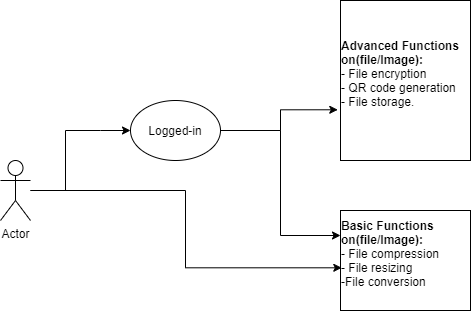 Advanced Functions
on(file/Image):
- File encryption
- QR code generation
- File storage.
Logged-in
Actor
Basic Functions
on(file/Image):
- File compression
- File resizing
-File conversion